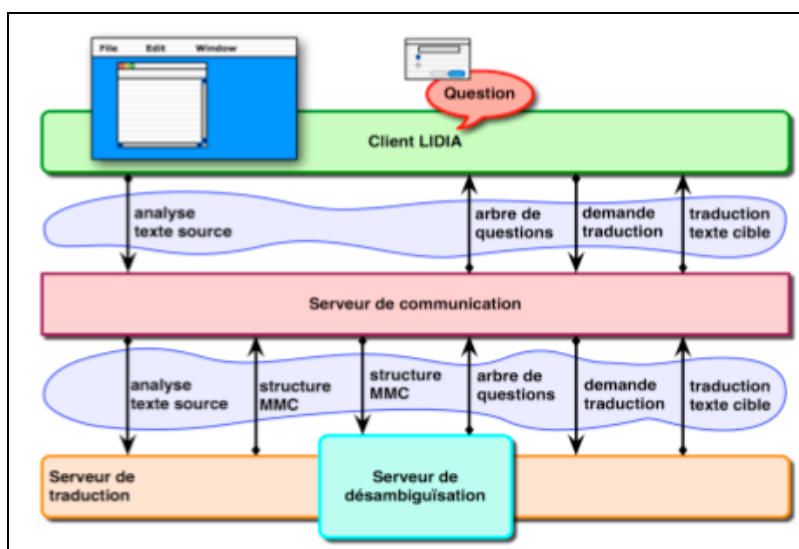 File Edit Window
Question
Client LIDIA
analyse
texte source
arbre de
questions
demande
traduction
traduction
texte cible
Serveur de communication
analyse
texte source
structure
MMC
structure
MMC
arbre de
questions
demande
traduction
traduction
texte cible
Serveur de
traduction
Serveur de
désambiguïsation